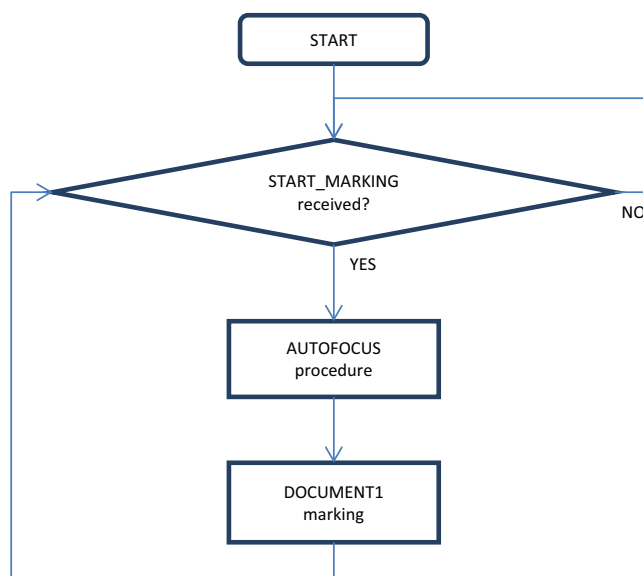 START
START_MARKING
received?
NO
YES
AUTOFOCUS
procedure
DOCUMENT1
marking